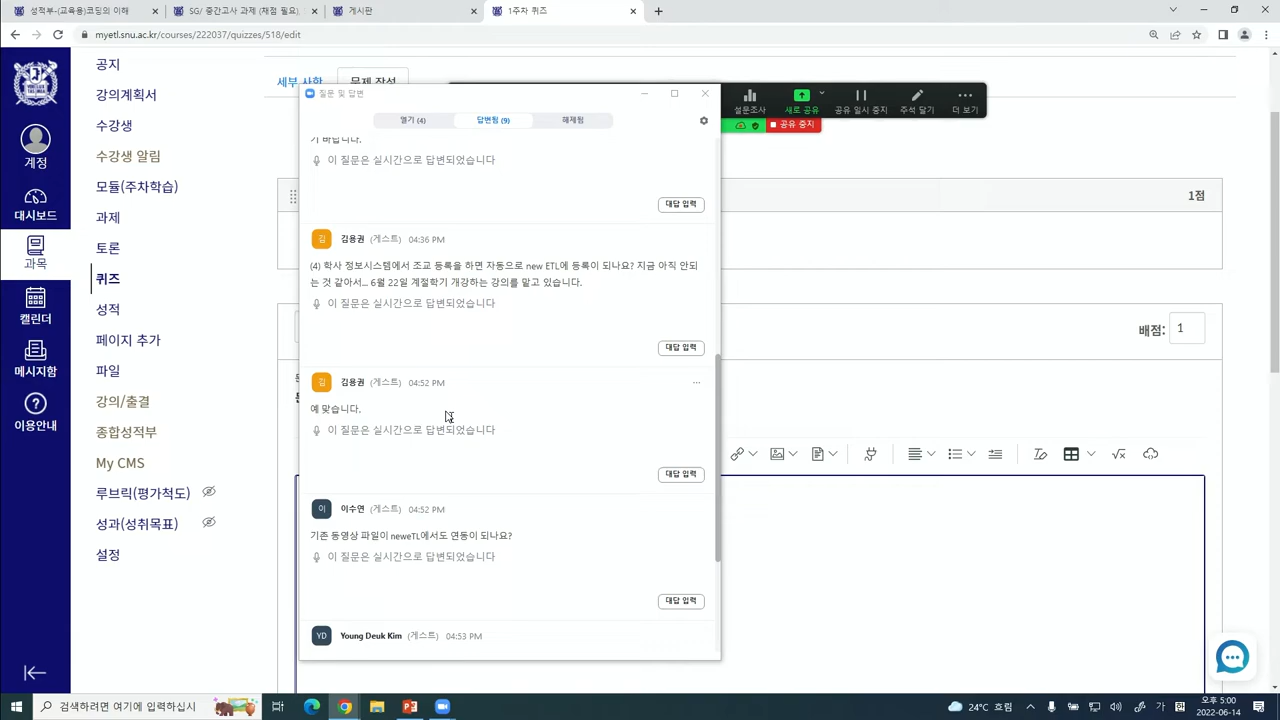 성적부-(교육용)코딩의 이해
SG/ 중간고사 과제 (채점 필요).
게시판
1주차 퀴즈
myetl.snu.ac.kr/courses/222037/quizzes/518/edit
계정
대시보드
과목
캘린더
메시지함
이용안내
공지
강의계획서
수강생
수강생 알림
모듈(주차학습)
과제
토론
퀴즈
성적
페이지 추가
파일
강의/출결
종합성적부
My CMS
루브릭(평가척도)
성과(성취목표)
설정
세부 사항
문제 작성
설문조사
새로 공유
공유 일시 중지
주석 달기
더 보기
공유 중지
1점
배점: 1
질문 및 답변
열기 (4)
답변됨 (9)
해제됨
기 바랍니다.
이 질문은 실시간으로 답변되었습니다
대답 입력
김 김용권 (게스트) 04:36 PM
(4) 학사 정보시스템에서 조교 등록을 하면 자동으로 new ETL에 등록이 되나요? 지금 아직 안되
는 것 같아서... 6월 22일 계절학기 개강하는 강의를 맡고 있습니다.
이 질문은 실시간으로 답변되었습니다
대답 입력
김 김용권 (게스트) 04:52 PM
예 맞습니다.
이 질문은 실시간으로 답변되었습니다
대답 입력
이 이수연 (게스트) 04:52 PM
기존 동영상 파일이 neweTL에서도 연동이 되나요?
이 질문은 실시간으로 답변되었습니다
대답 입력
YD Young Deuk Kim (게스트) 04:53 PM
검색하려면 여기에 입력하십시
24°C 흐림
가
한
오후 5:00
2022-06-14